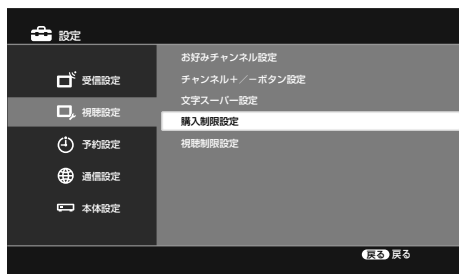 設定
受信設定
視聴設定
予約設定
通信設定
本体設定
お好みチャンネル設定
チャンネル+/-ボタン設定
文字スーパー設定
購入制限設定
視聴制限設定
戻る 戻る